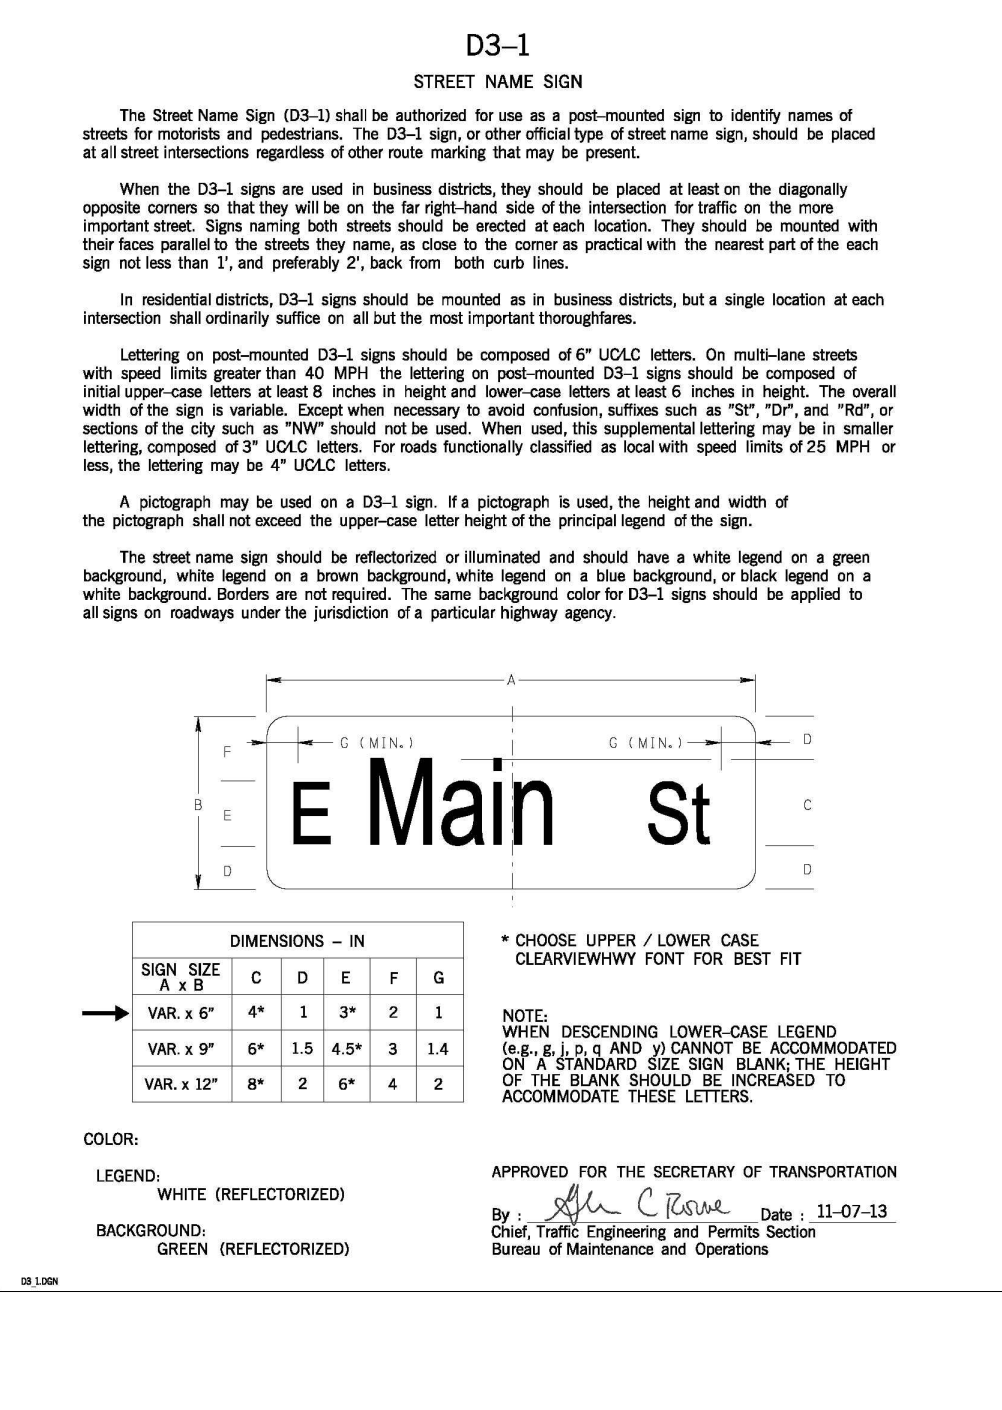 D3–1
STREET NAME SIGN
The Street Name Sign (D3–1) shall be authorized for use as a post–mounted sign to identify names of
streets for motorists and pedestrians. The D3–1 sign, or other official type of street name sign, should be placed
at all street intersections regardless of other route marking that may be present.
When the D3–1 signs are used in business districts, they should be placed at least on the diagonally
opposite corners so that they will be on the far right–hand side of the intersection for traffic on the more
important street. Signs naming both streets should be erected at each location. They should be mounted with
their faces parallel to the streets they name, as close to the corner as practical with the nearest part of the each
sign not less than 1', and preferably 2', back from both curb lines.
In residential districts, D3–1 signs should be mounted as in business districts, but a single location at each
intersection shall ordinarily suffice on all but the most important thoroughfares.
Lettering on post–mounted D3–1 signs should be composed of 6" UC/LC letters. On multi–lane streets
with speed limits greater than 40 MPH the lettering on post–mounted D3–1 signs should be composed of
initial upper–case letters at least 8 inches in height and lower–case letters at least 6 inches in height. The overall
width of the sign is variable. Except when necessary to avoid confusion, suffixes such as "St", "Dr", and "Rd", or
sections of the city such as "NW" should not be used. When used, this supplemental lettering may be in smaller
lettering, composed of 3" UC/LC letters. For roads functionally classified as local with speed limits of 25 MPH or
less, the lettering may be 4" UC/LC letters.
A pictograph may be used on a D3–1 sign. If a pictograph is used, the height and width of
the pictograph shall not exceed the upper–case letter height of the principal legend of the sign.
The street name sign should be reflectorized or illuminated and should have a white legend on a green
background, white legend on a brown background, white legend on a blue background, or black legend on a
white background. Borders are not required. The same background color for D3–1 signs should be applied to
all signs on roadways under the jurisdiction of a particular highway agency.
A
F G (MIN.) G (MIN.) D
B E E Main St C
D D
DIMENSIONS – IN
SIGN SIZE
A x B C D E F G
VAR. x 6" 4* 1 3* 2 1
VAR. x 9" 6* 1.5 4.5* 3 1.4
VAR. x 12" 8* 2 6* 4 2
* CHOOSE UPPER / LOWER CASE
CLEARVIEWHWY FONT FOR BEST FIT
NOTE:
WHEN DESCENDING LOWER–CASE LEGEND
(e.g., g, j, p, q AND y) CANNOT BE ACCOMMODATED
ON A STANDARD SIZE SIGN BLANK; THE HEIGHT
OF THE BLANK SHOULD BE INCREASED TO
ACCOMMODATE THESE LETTERS.
COLOR:
LEGEND:
WHITE (REFLECTORIZED)
BACKGROUND:
GREEN (REFLECTORIZED)
APPROVED FOR THE SECRETARY OF TRANSPORTATION
By : C Rowe Date : 11–07–13
Chief, Traffic Engineering and Permits Section
Bureau of Maintenance and Operations
D3_1.DGN